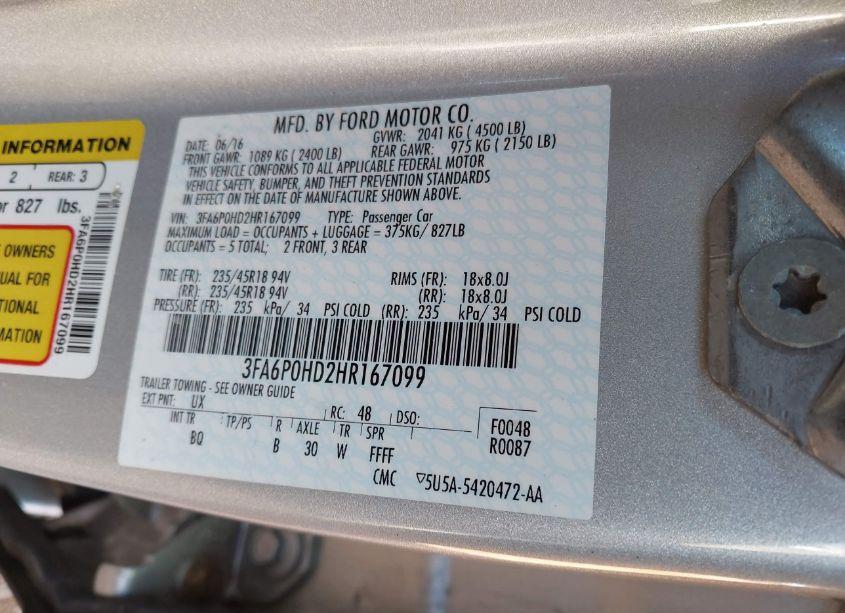 INFORMATION
2 REAR: 3
or 827 lbs.
E OWNERS
UAL FOR
TIONAL
MATION
3FA6P0HD2HR167099
MFD. BY FORD MOTOR CO.
DATE: 06/16 GVWR: 2041 KG ( 4500 LB)
FRONT GAWR: 1089 KG ( 2400 LB) REAR GAWR: 975 KG ( 2150 LB)
THIS VEHICLE CONFORMS TO ALL APPLICABLE FEDERAL MOTOR
VEHICLE SAFETY, BUMPER, AND THEFT PREVENTION STANDARDS
IN EFFECT ON THE DATE OF MANUFACTURE SHOWN ABOVE.
VIN: 3FA6P0HD2HR167099 TYPE: Passenger Car
MAXIMUM LOAD = OCCUPANTS + LUGGAGE = 375KG/ 827LB
OCCUPANTS = 5 TOTAL; 2 FRONT, 3 REAR
TIRE (FR): 235/45R18 94V RIMS (FR): 18x8.0J
(RR): 235/45R18 94V (RR): 18x8.0J
PRESSURE (FR): 235 kPa/ 34 PSI COLD (RR): 235 kPa/ 34 PSI COLD
3FA6P0HD2HR167099
TRAILER TOWING - SEE OWNER GUIDE
EXT PNT: UX RC: 48 DSO: F0048
INT TR TP/PS R AXLE TR SPR R0087
BQ B 30 W FFFF
CMC ▽5U5A-5420472-AA